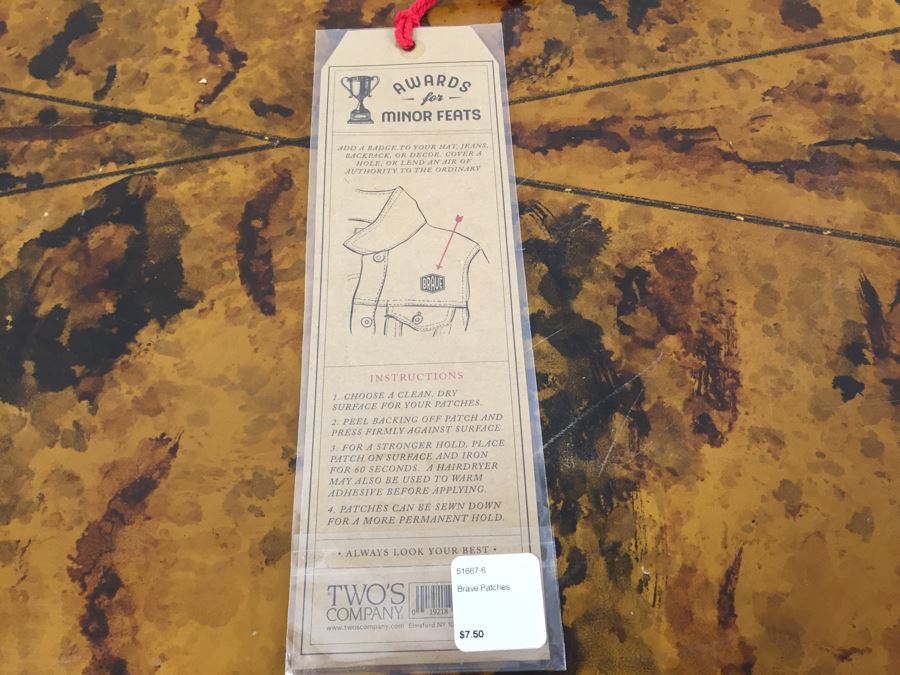 AWARDS
for
MINOR FEATS
ADD A BADGE TO YOUR HAT, JEANS,
BACKPACK, OR DECOR. COVER A
HOLE, OR LEND AN AIR OF
AUTHORITY TO THE ORDINARY
BRAVE
INSTRUCTIONS
1. CHOOSE A CLEAN, DRY
SURFACE FOR YOUR PATCHES.
2. PEEL BACKING OFF PATCH AND
PRESS FIRMLY AGAINST SURFACE.
3. FOR A STRONGER HOLD, PLACE
PATCH ON SURFACE AND IRON
FOR 60 SECONDS. A HAIRDRYER
MAY ALSO BE USED TO WARM
ADHESIVE BEFORE APPLYING.
4. PATCHES CAN BE SEWN DOWN
FOR A MORE PERMANENT HOLD.
• ALWAYS LOOK YOUR BEST •
TWO'S
COMPANY
0 19218
www.twoscompany.com Elmsford NY
51667-6
Brave Patches
$7.50